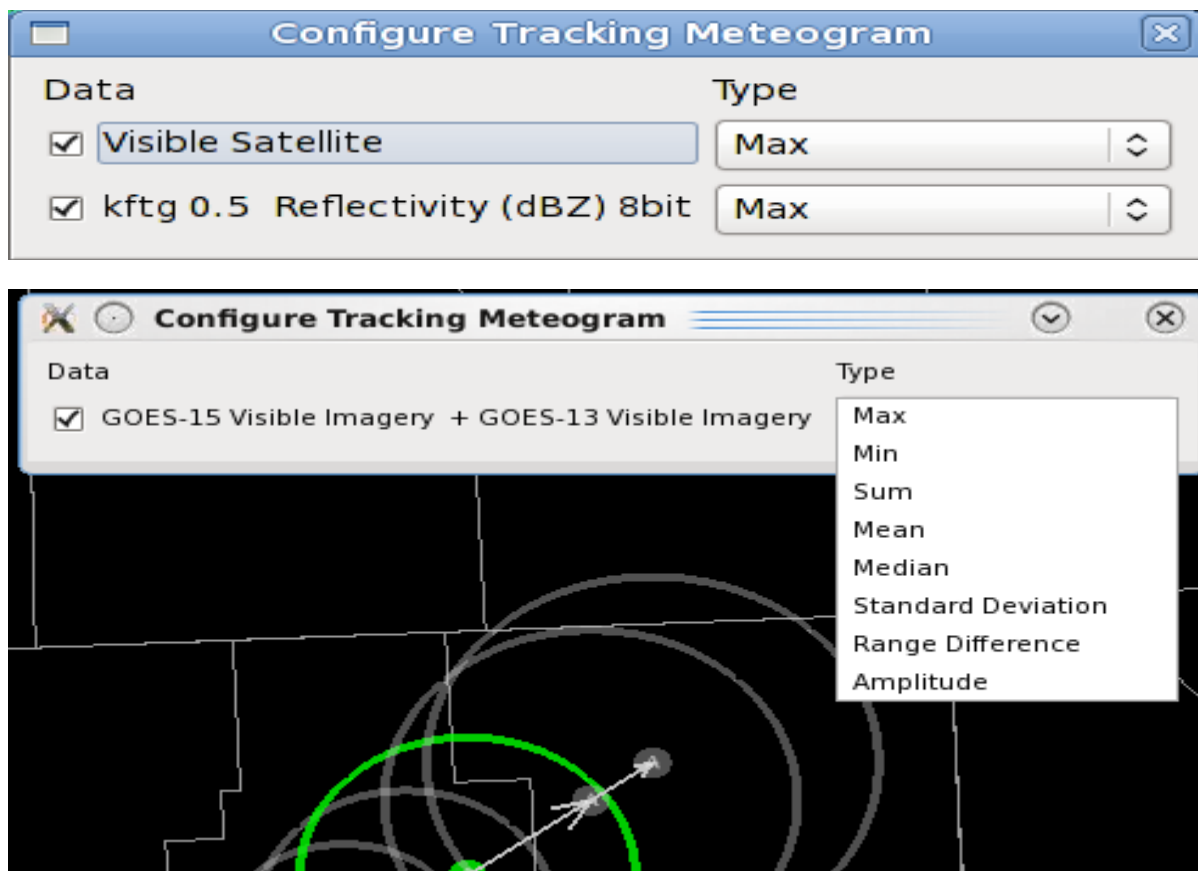 Configure Tracking Meteogram
Data Type
Visible Satellite Max
kftg 0.5 Reflectivity (dBZ) 8bit Max
Configure Tracking Meteogram
Data Type
GOES-15 Visible Imagery + GOES-13 Visible Imagery
Max
Min
Sum
Mean
Median
Standard Deviation
Range Difference
Amplitude